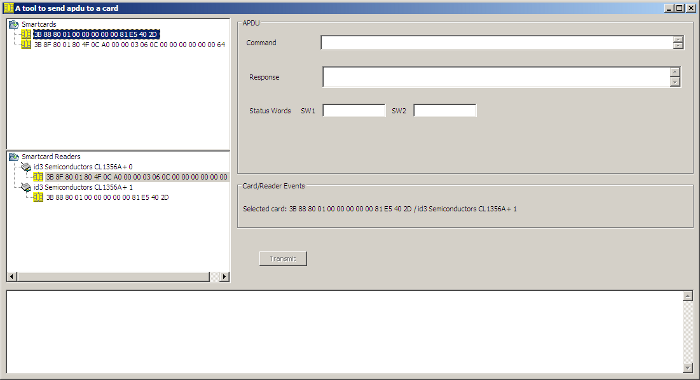 A tool to send apdu to a card
Smartcards
3B 88 80 01 00 00 00 00 00 81 E5 40 2D
3B 8F 80 01 80 4F 0C A0 00 00 03 06 0C 00 00 00 00 00 00 64
Smartcard Readers
id3 Semiconductors CL1356A+ 0
3B 8F 80 01 80 4F 0C A0 00 00 03 06 0C 00 00 00 00 00 00
id3 Semiconductors CL1356A+ 1
3B 88 80 01 00 00 00 00 00 81 E5 40 2D
APDU
Command
Response
Status Words SW1 SW2
Card/Reader Events
Selected card: 3B 88 80 01 00 00 00 00 00 81 E5 40 2D / id3 Semiconductors CL1356A+ 1
Transmit